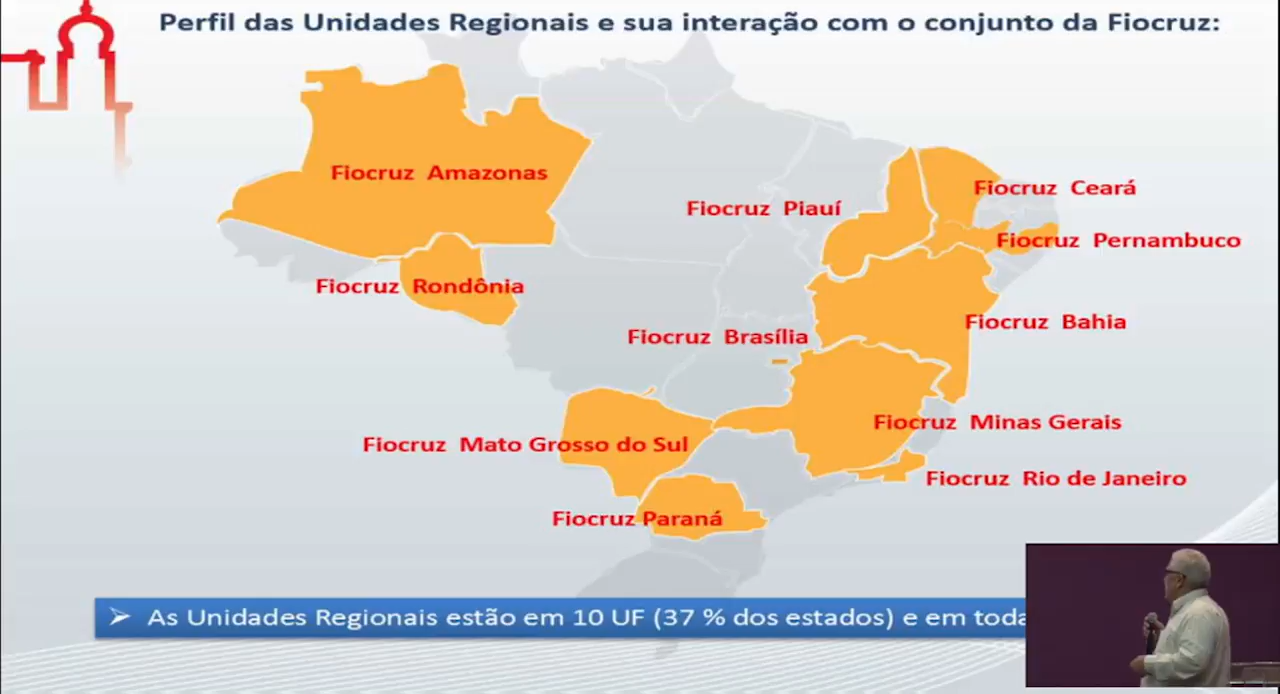 Perfil das Unidades Regionais e sua interação com o conjunto da Fiocruz:
Fiocruz Amazonas
Fiocruz Ceará
Fiocruz Piauí
Fiocruz Pernambuco
Fiocruz Rondônia
Fiocruz Bahia
Fiocruz Brasília
Fiocruz Minas Gerais
Fiocruz Mato Grosso do Sul
Fiocruz Rio de Janeiro
Fiocruz Paraná
As Unidades Regionais estão em 10 UF (37 % dos estados) e em toda